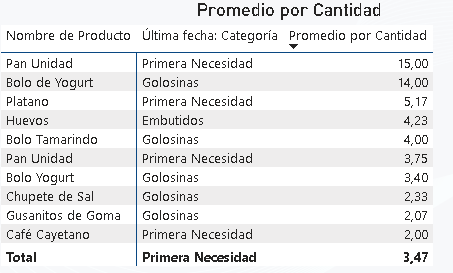 Promedio por Cantidad
Nombre de Producto Última fecha: Categoría Promedio por Cantidad
Pan Unidad Primera Necesidad 15,00
Bolo de Yogurt Golosinas 14,00
Platano Primera Necesidad 5,17
Huevos Embutidos 4,23
Bolo Tamarindo Golosinas 4,00
Pan Unidad Primera Necesidad 3,75
Bolo Yogurt Golosinas 3,40
Chupete de Sal Golosinas 2,33
Gusanitos de Goma Golosinas 2,07
Café Cayetano Primera Necesidad 2,00
Total Primera Necesidad 3,47